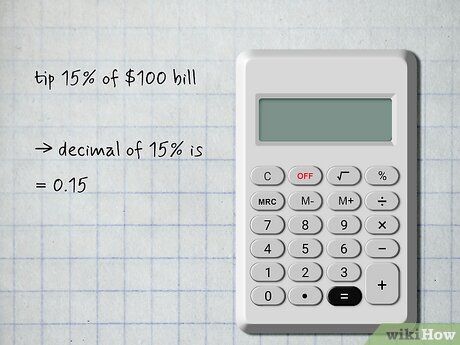 tip 15% of $100 bill
→ decimal of 15% is
= 0.15
C OFF √ %
MRC M- M+ ÷
7 8 9 ×
4 5 6 −
1 2 3 +
0 • =
wikiHow